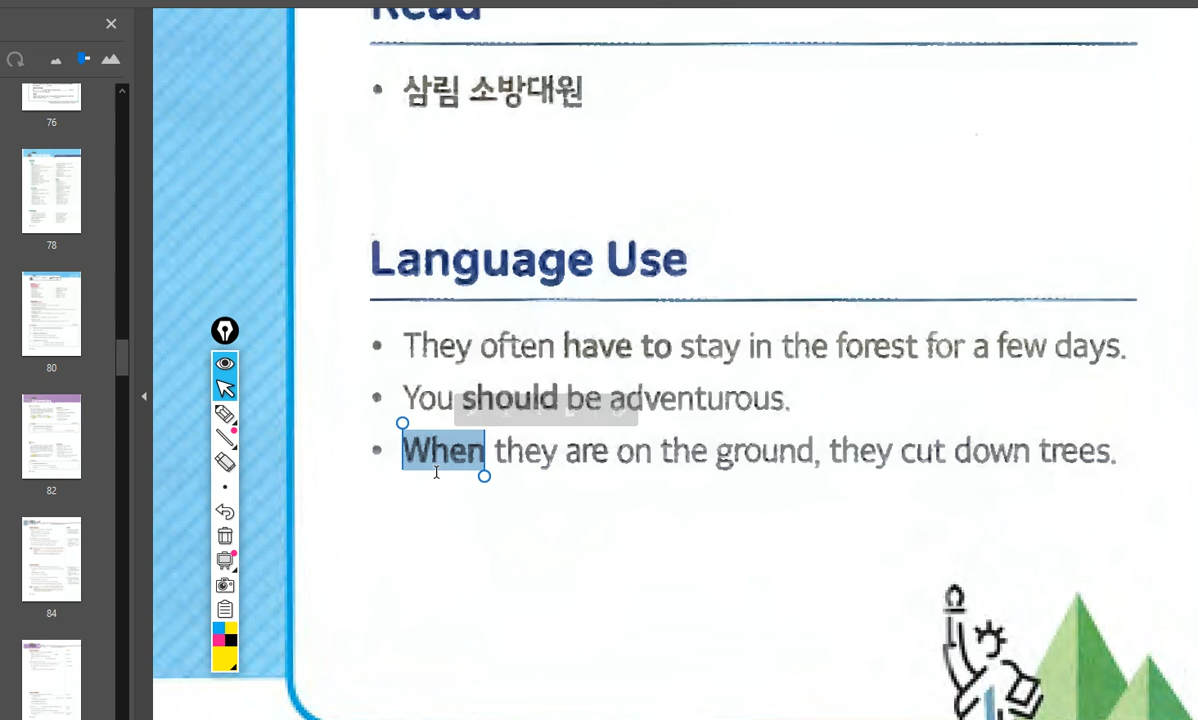 Read
• 삼림 소방대원
Language Use
• They often have to stay in the forest for a few days.
• You should be adventurous.
• When they are on the ground, they cut down trees.
76
78
80
82
84